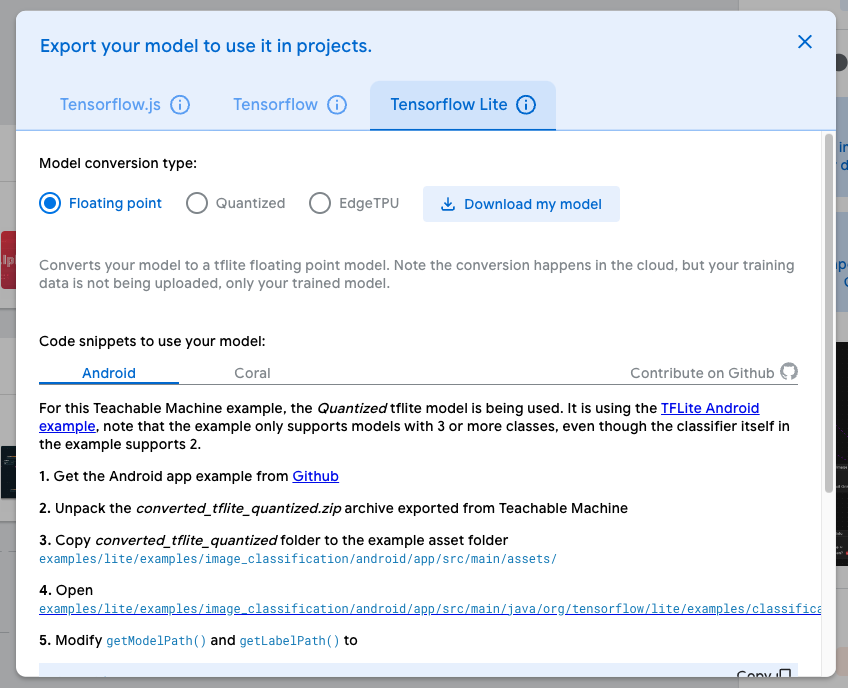 Export your model to use it in projects.
Tensorflow.js
Tensorflow
Tensorflow Lite
Model conversion type:
Floating point
Quantized
EdgeTPU
Download my model
Converts your model to a tflite floating point model. Note the conversion happens in the cloud, but your training
data is not being uploaded, only your trained model.
Code snippets to use your model:
Android
Coral
Contribute on Github
For this Teachable Machine example, the Quantized tflite model is being used. It is using the TFLite Android
example, note that the example only supports models with 3 or more classes, even though the classifier itself in
the example supports 2.
1. Get the Android app example from Github
2. Unpack the converted_tflite_quantized.zip archive exported from Teachable Machine
3. Copy converted_tflite_quantized folder to the example asset folder
examples/lite/examples/image_classification/android/app/src/main/assets/
4. Open
examples/lite/examples/image_classification/android/app/src/main/java/org/tensorflow/lite/examples/classifica
5. Modify getModelPath() and getLabelPath() to
Copy